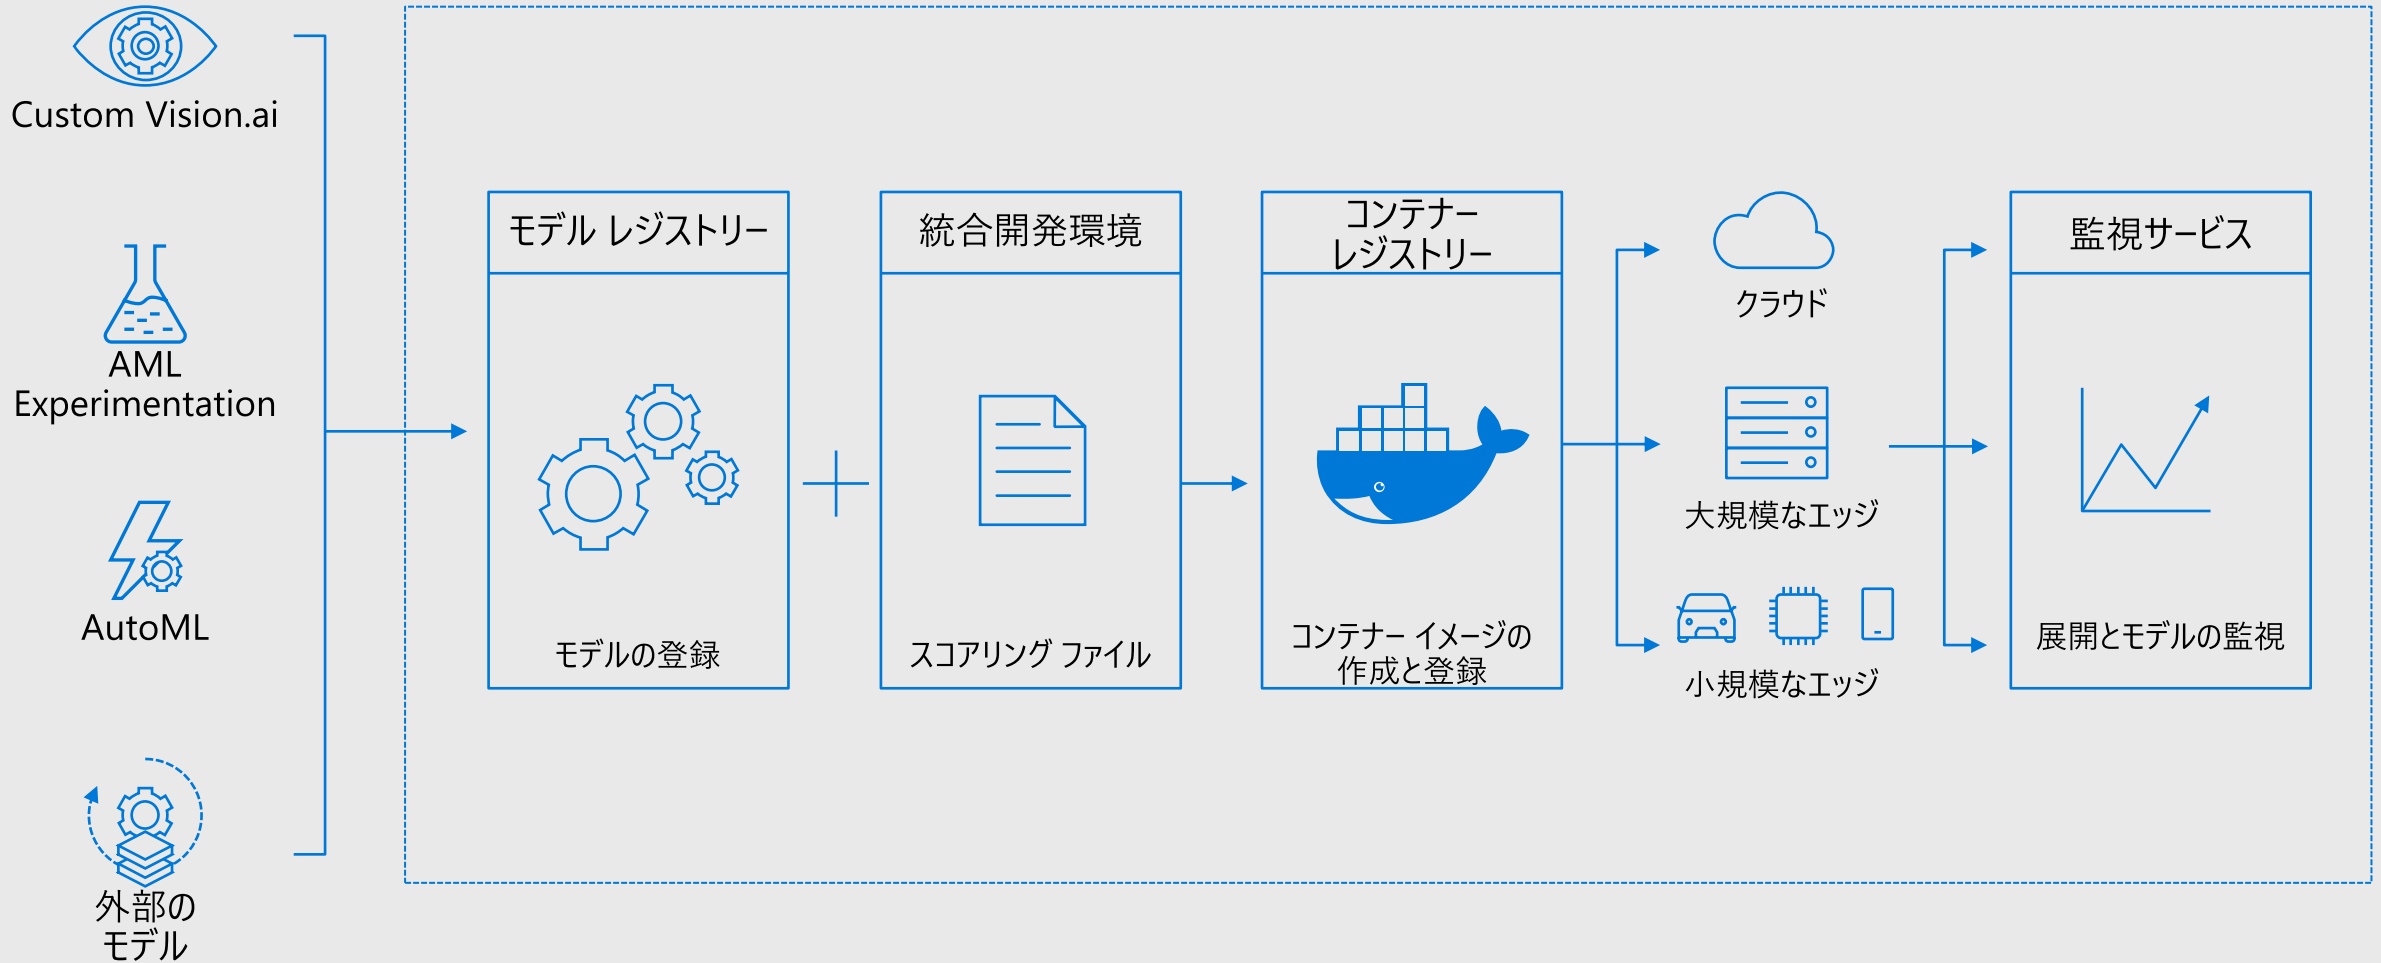 Custom Vision.ai
AML
Experimentation
AutoML
外部の
モデル
モデル レジストリー
モデルの登録
統合開発環境
スコアリング ファイル
コンテナー
レジストリー
コンテナー イメージの
作成と登録
クラウド
大規模なエッジ
小規模なエッジ
監視サービス
展開とモデルの監視